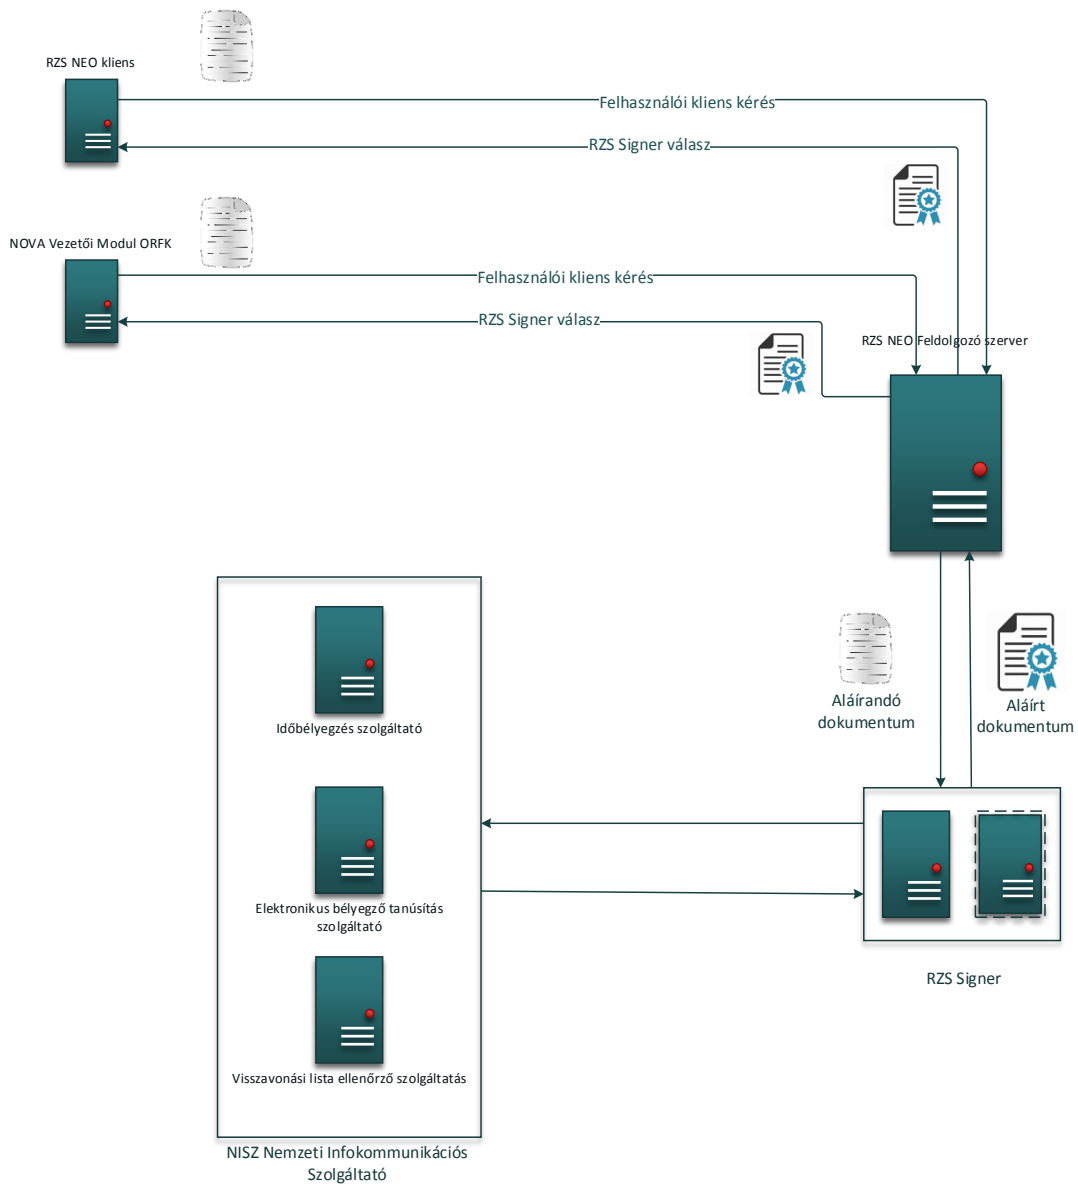 RZS NEO kliens
Felhasználói kliens kérés
RZS Signer válasz
NOVA Vezetői Modul ORFK
Felhasználói kliens kérés
RZS Signer válasz
RZS NEO Feldolgozó szerver
Aláírandó
dokumentum
Aláírt
dokumentum
Időbélyegzés szolgáltató
Elektronikus bélyegző tanúsítás
szolgáltató
RZS Signer
Visszavonási lista ellenőrző szolgáltatás
NISZ Nemzeti Infokommunikációs
Szolgáltató